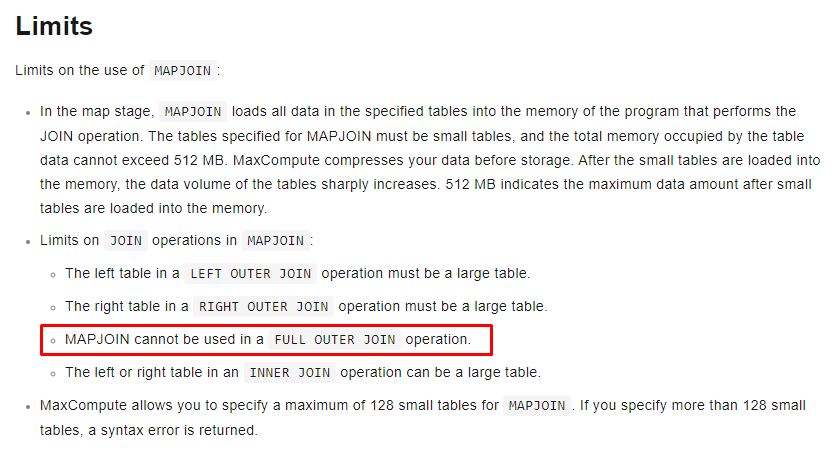 Limits
Limits on the use of MAPJOIN:
In the map stage, MAPJOIN loads all data in the specified tables into the memory of the program that performs the
JOIN operation. The tables specified for MAPJOIN must be small tables, and the total memory occupied by the table
data cannot exceed 512 MB. MaxCompute compresses your data before storage. After the small tables are loaded into
the memory, the data volume of the tables sharply increases. 512 MB indicates the maximum data amount after small
tables are loaded into the memory.
Limits on JOIN operations in MAPJOIN:
The left table in a LEFT OUTER JOIN operation must be a large table.
The right table in a RIGHT OUTER JOIN operation must be a large table.
MAPJOIN cannot be used in a FULL OUTER JOIN operation.
The left or right table in an INNER JOIN operation can be a large table.
MaxCompute allows you to specify a maximum of 128 small tables for MAPJOIN. If you specify more than 128 small
tables, a syntax error is returned.